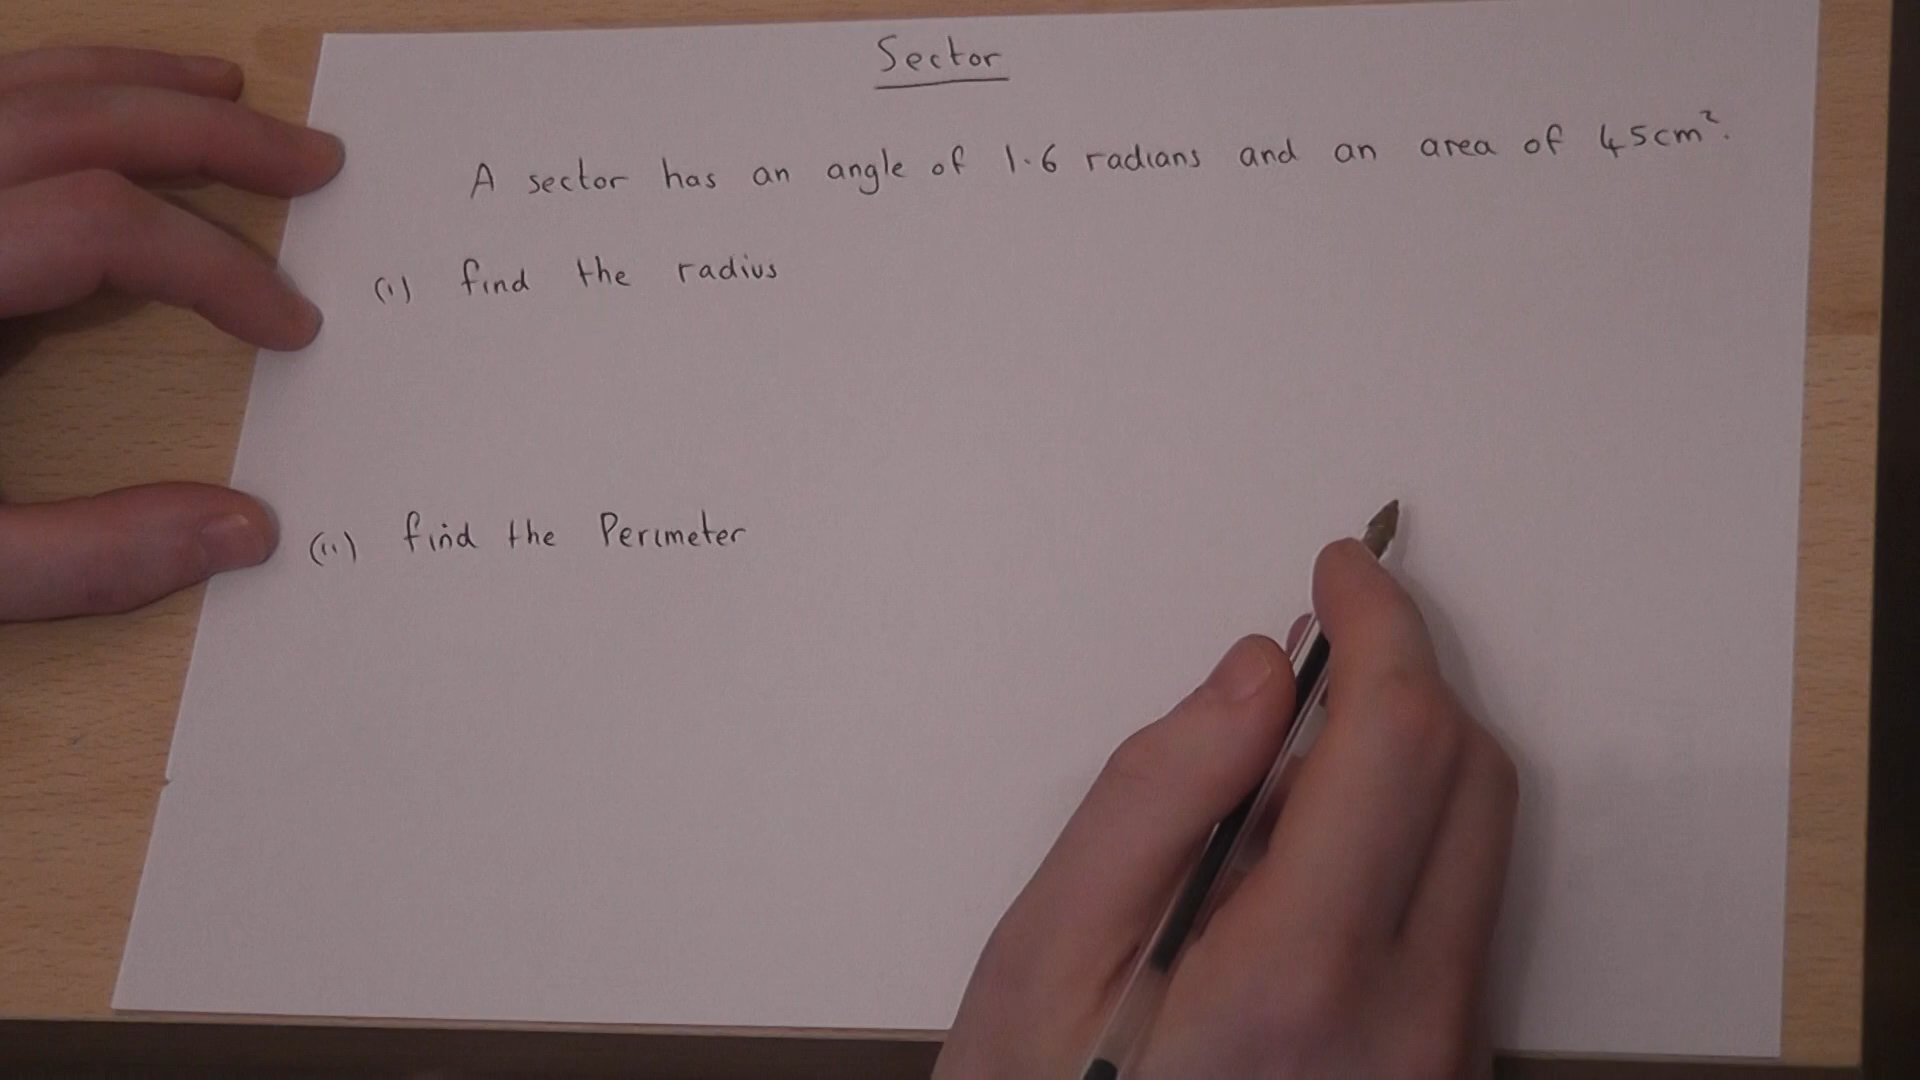 Sector
A sector has an angle of 1.6 radians and an area of 45cm².
(i) find the radius
(ii) find the Perimeter